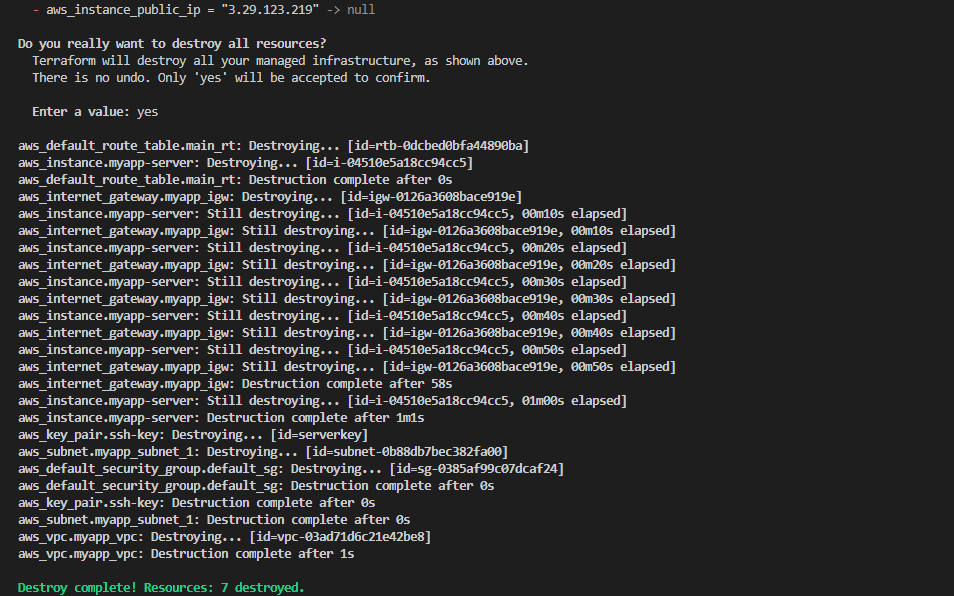 - aws_instance_public_ip = "3.29.123.219" -> null
Do you really want to destroy all resources?
Terraform will destroy all your managed infrastructure, as shown above.
There is no undo. Only 'yes' will be accepted to confirm.
Enter a value: yes
aws_default_route_table.main_rt: Destroying... [id=rtb-0dcbed0bfa44890ba]
aws_instance.myapp-server: Destroying... [id=i-04510e5a18cc94cc5]
aws_default_route_table.main_rt: Destruction complete after 0s
aws_internet_gateway.myapp_igw: Destroying... [id=igw-0126a3608bace919e]
aws_instance.myapp-server: Still destroying... [id=i-04510e5a18cc94cc5, 00m10s elapsed]
aws_internet_gateway.myapp_igw: Still destroying... [id=igw-0126a3608bace919e, 00m10s elapsed]
aws_instance.myapp-server: Still destroying... [id=i-04510e5a18cc94cc5, 00m20s elapsed]
aws_internet_gateway.myapp_igw: Still destroying... [id=igw-0126a3608bace919e, 00m20s elapsed]
aws_instance.myapp-server: Still destroying... [id=i-04510e5a18cc94cc5, 00m30s elapsed]
aws_internet_gateway.myapp_igw: Still destroying... [id=igw-0126a3608bace919e, 00m30s elapsed]
aws_instance.myapp-server: Still destroying... [id=i-04510e5a18cc94cc5, 00m40s elapsed]
aws_internet_gateway.myapp_igw: Still destroying... [id=igw-0126a3608bace919e, 00m40s elapsed]
aws_instance.myapp-server: Still destroying... [id=i-04510e5a18cc94cc5, 00m50s elapsed]
aws_internet_gateway.myapp_igw: Still destroying... [id=igw-0126a3608bace919e, 00m50s elapsed]
aws_internet_gateway.myapp_igw: Destruction complete after 58s
aws_instance.myapp-server: Still destroying... [id=i-04510e5a18cc94cc5, 01m00s elapsed]
aws_instance.myapp-server: Destruction complete after 1m1s
aws_key_pair.ssh-key: Destroying... [id=serverkey]
aws_subnet.myapp_subnet_1: Destroying... [id=subnet-0b88db7bec382fa00]
aws_default_security_group.default_sg: Destroying... [id=sg-0385af99c07dcaf24]
aws_default_security_group.default_sg: Destruction complete after 0s
aws_key_pair.ssh-key: Destruction complete after 0s
aws_subnet.myapp_subnet_1: Destruction complete after 0s
aws_vpc.myapp_vpc: Destroying... [id=vpc-03ad71d6c21e42be8]
aws_vpc.myapp_vpc: Destruction complete after 1s
Destroy complete! Resources: 7 destroyed.